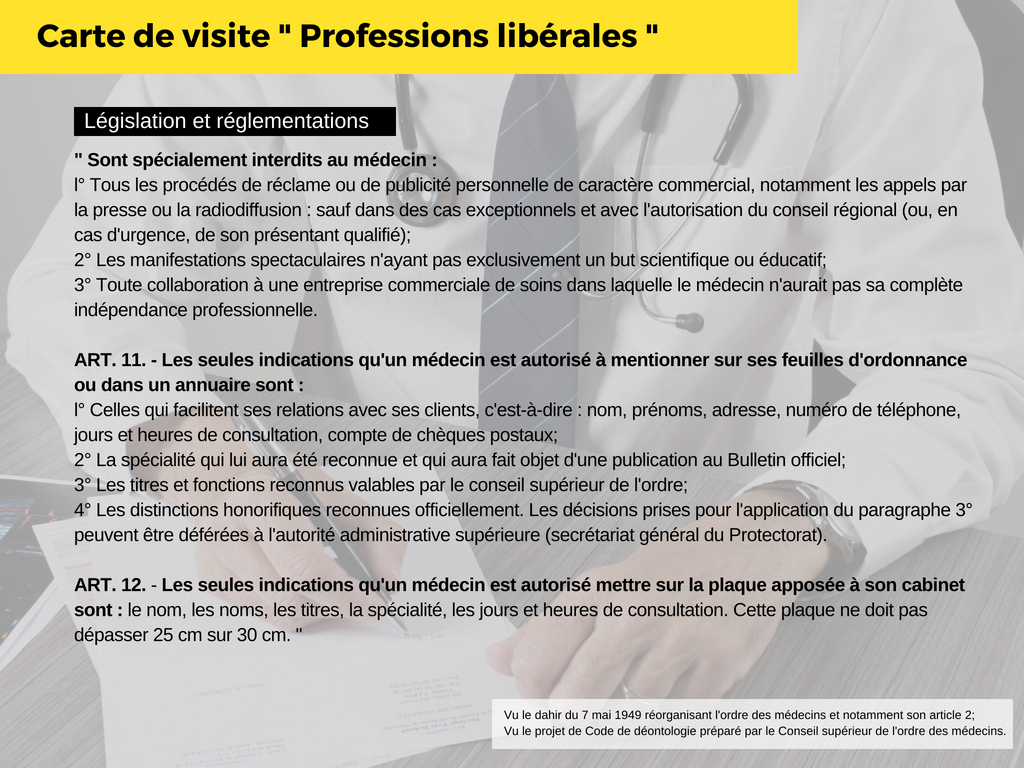 Carte de visite " Professions libérales "
Législation et réglementations
" Sont spécialement interdits au médecin :
l° Tous les procédés de réclame ou de publicité personnelle de caractère commercial, notamment les appels par
la presse ou la radiodiffusion : sauf dans des cas exceptionnels et avec l'autorisation du conseil régional (ou, en
cas d'urgence, de son présentant qualifié);
2° Les manifestations spectaculaires n'ayant pas exclusivement un but scientifique ou éducatif;
3° Toute collaboration à une entreprise commerciale de soins dans laquelle le médecin n'aurait pas sa complète
indépendance professionnelle.
ART. 11. - Les seules indications qu'un médecin est autorisé à mentionner sur ses feuilles d'ordonnance
ou dans un annuaire sont :
l° Celles qui facilitent ses relations avec ses clients, c'est-à-dire : nom, prénoms, adresse, numéro de téléphone,
jours et heures de consultation, compte de chèques postaux;
2° La spécialité qui lui aura été reconnue et qui aura fait objet d'une publication au Bulletin officiel;
3° Les titres et fonctions reconnus valables par le conseil supérieur de l'ordre;
4° Les distinctions honorifiques reconnues officiellement. Les décisions prises pour l'application du paragraphe 3°
peuvent être déférées à l'autorité administrative supérieure (secrétariat général du Protectorat).
ART. 12. - Les seules indications qu'un médecin est autorisé mettre sur la plaque apposée à son cabinet
sont : le nom, les noms, les titres, la spécialité, les jours et heures de consultation. Cette plaque ne doit pas
dépasser 25 cm sur 30 cm. "
Vu le dahir du 7 mai 1949 réorganisant l'ordre des médecins et notamment son article 2;
Vu le projet de Code de déontologie préparé par le Conseil supérieur de l'ordre des médecins.